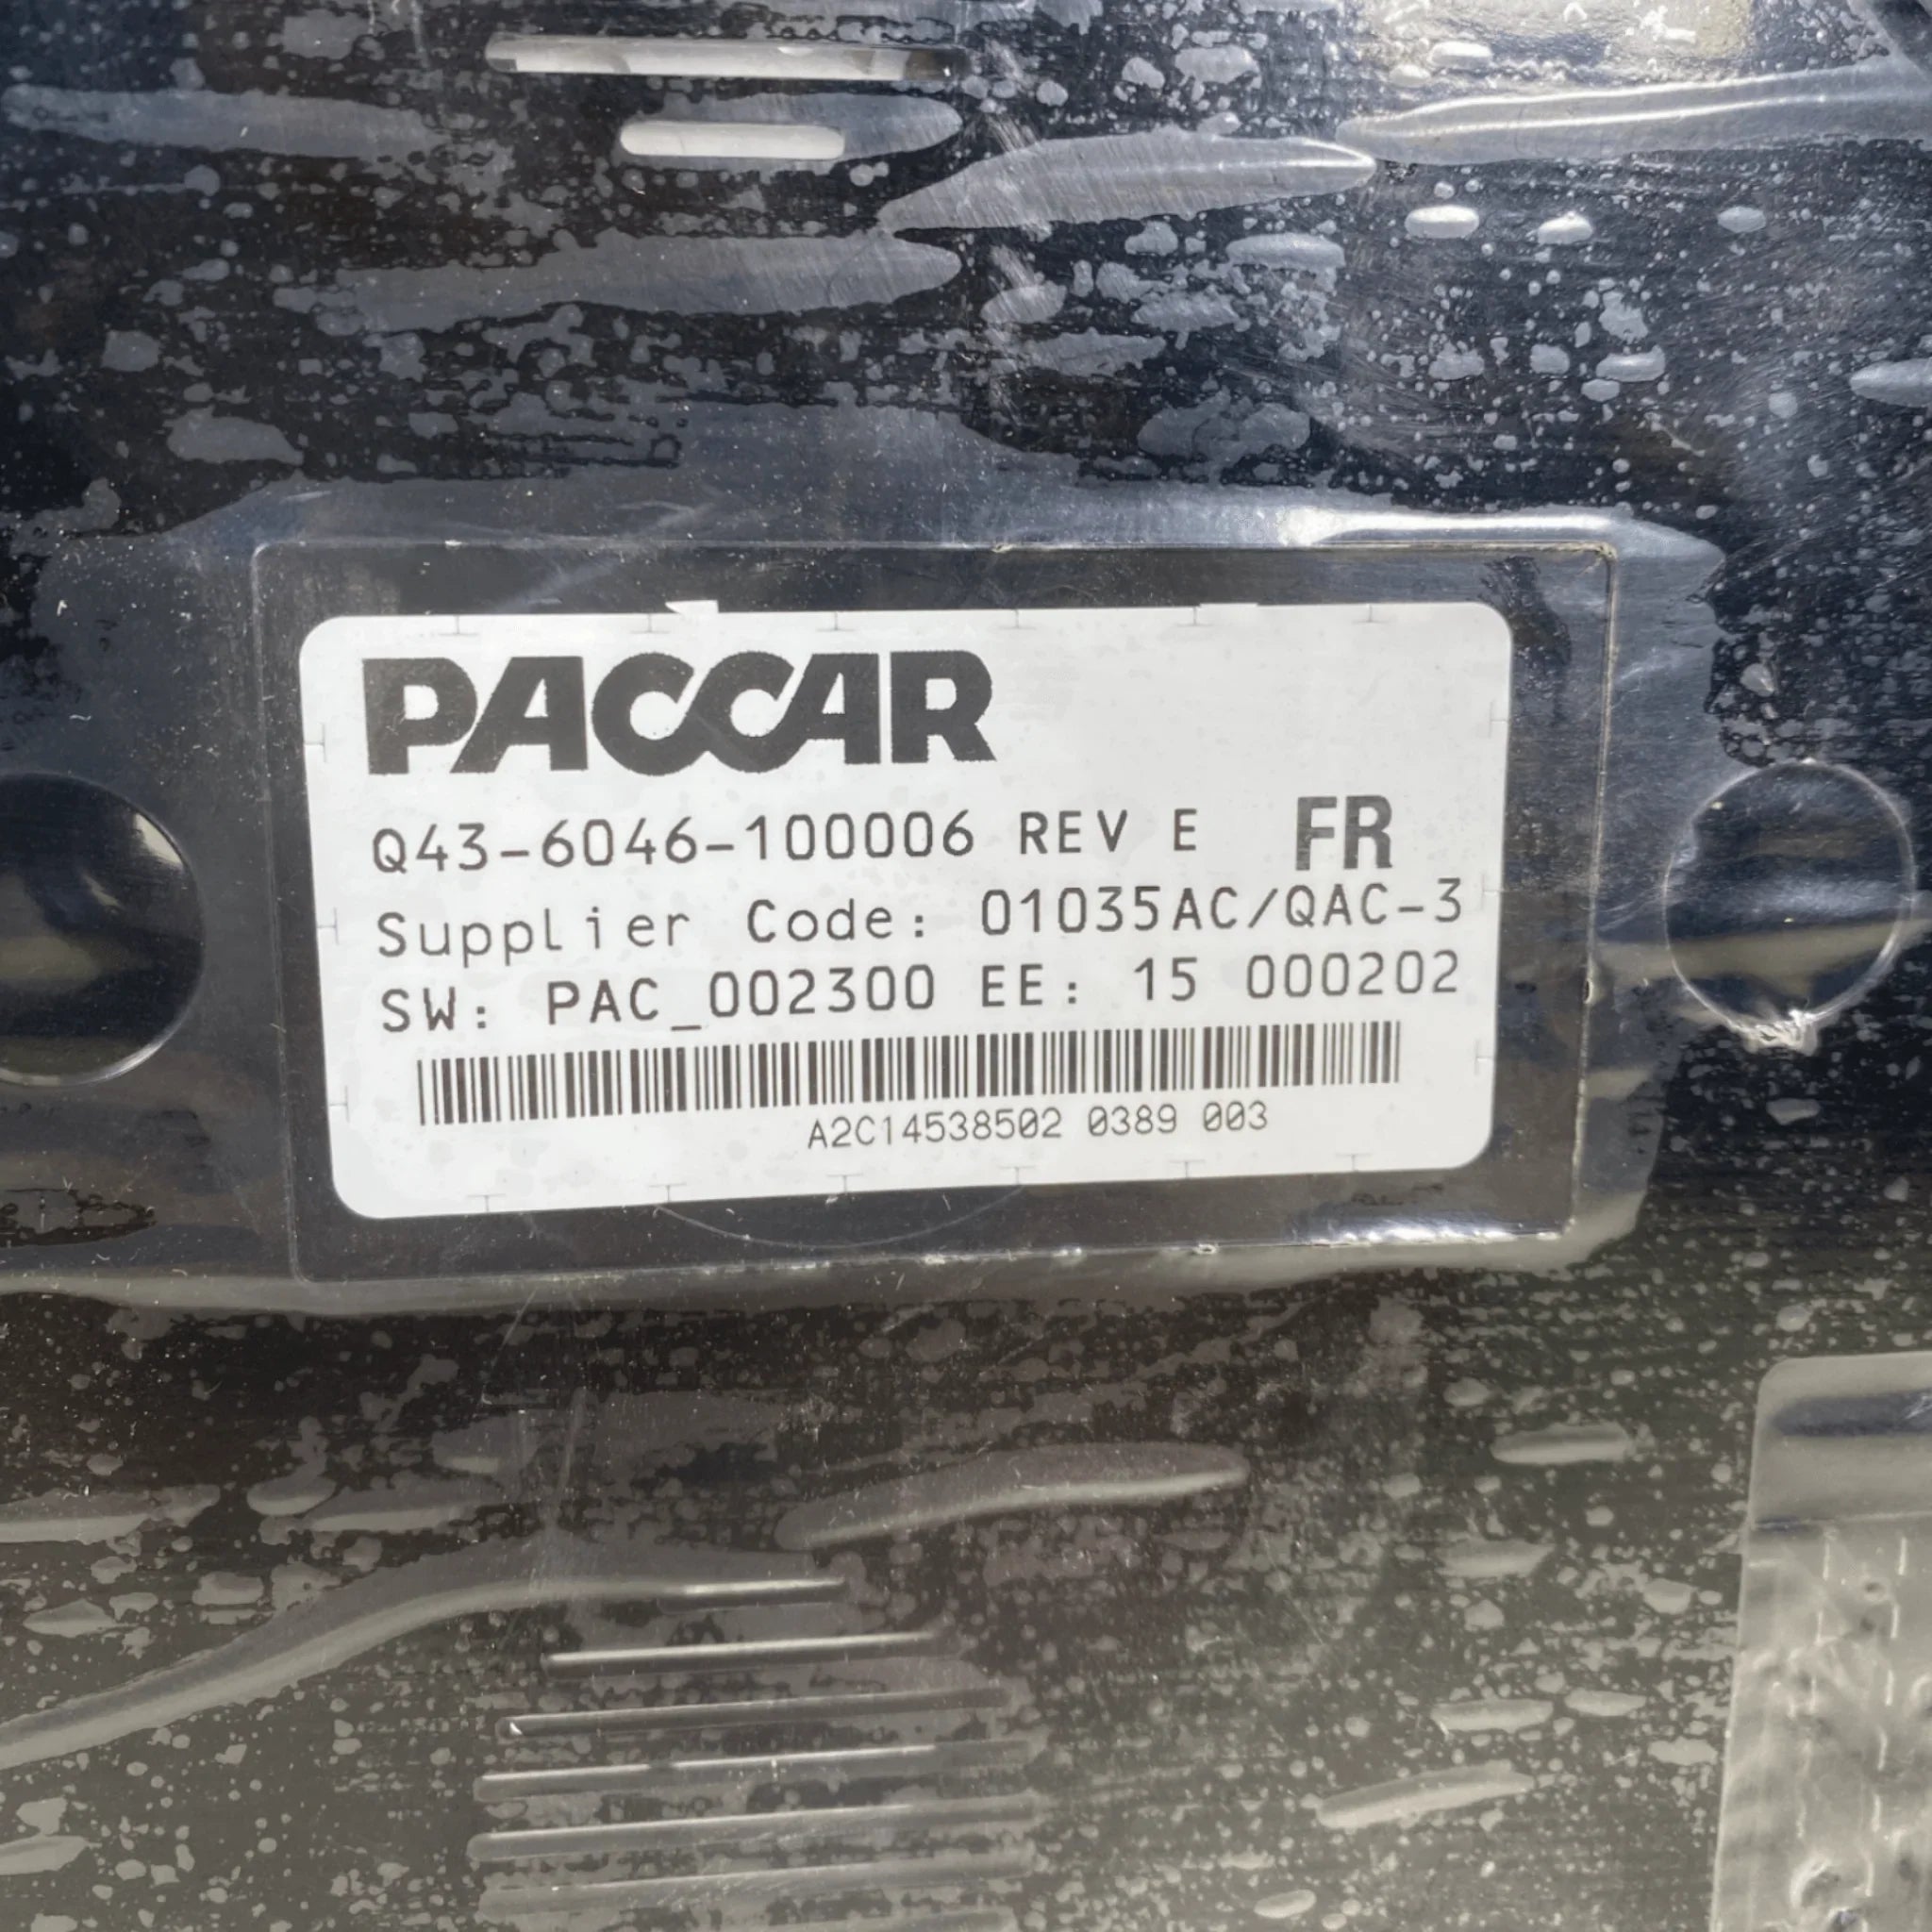 PACCAR
Q43-6046-100006 REV E FR
Supplier Code: 01035AC/QAC-3
SW: PAC_002300 EE: 15 000202
A2C14538502 0389 003